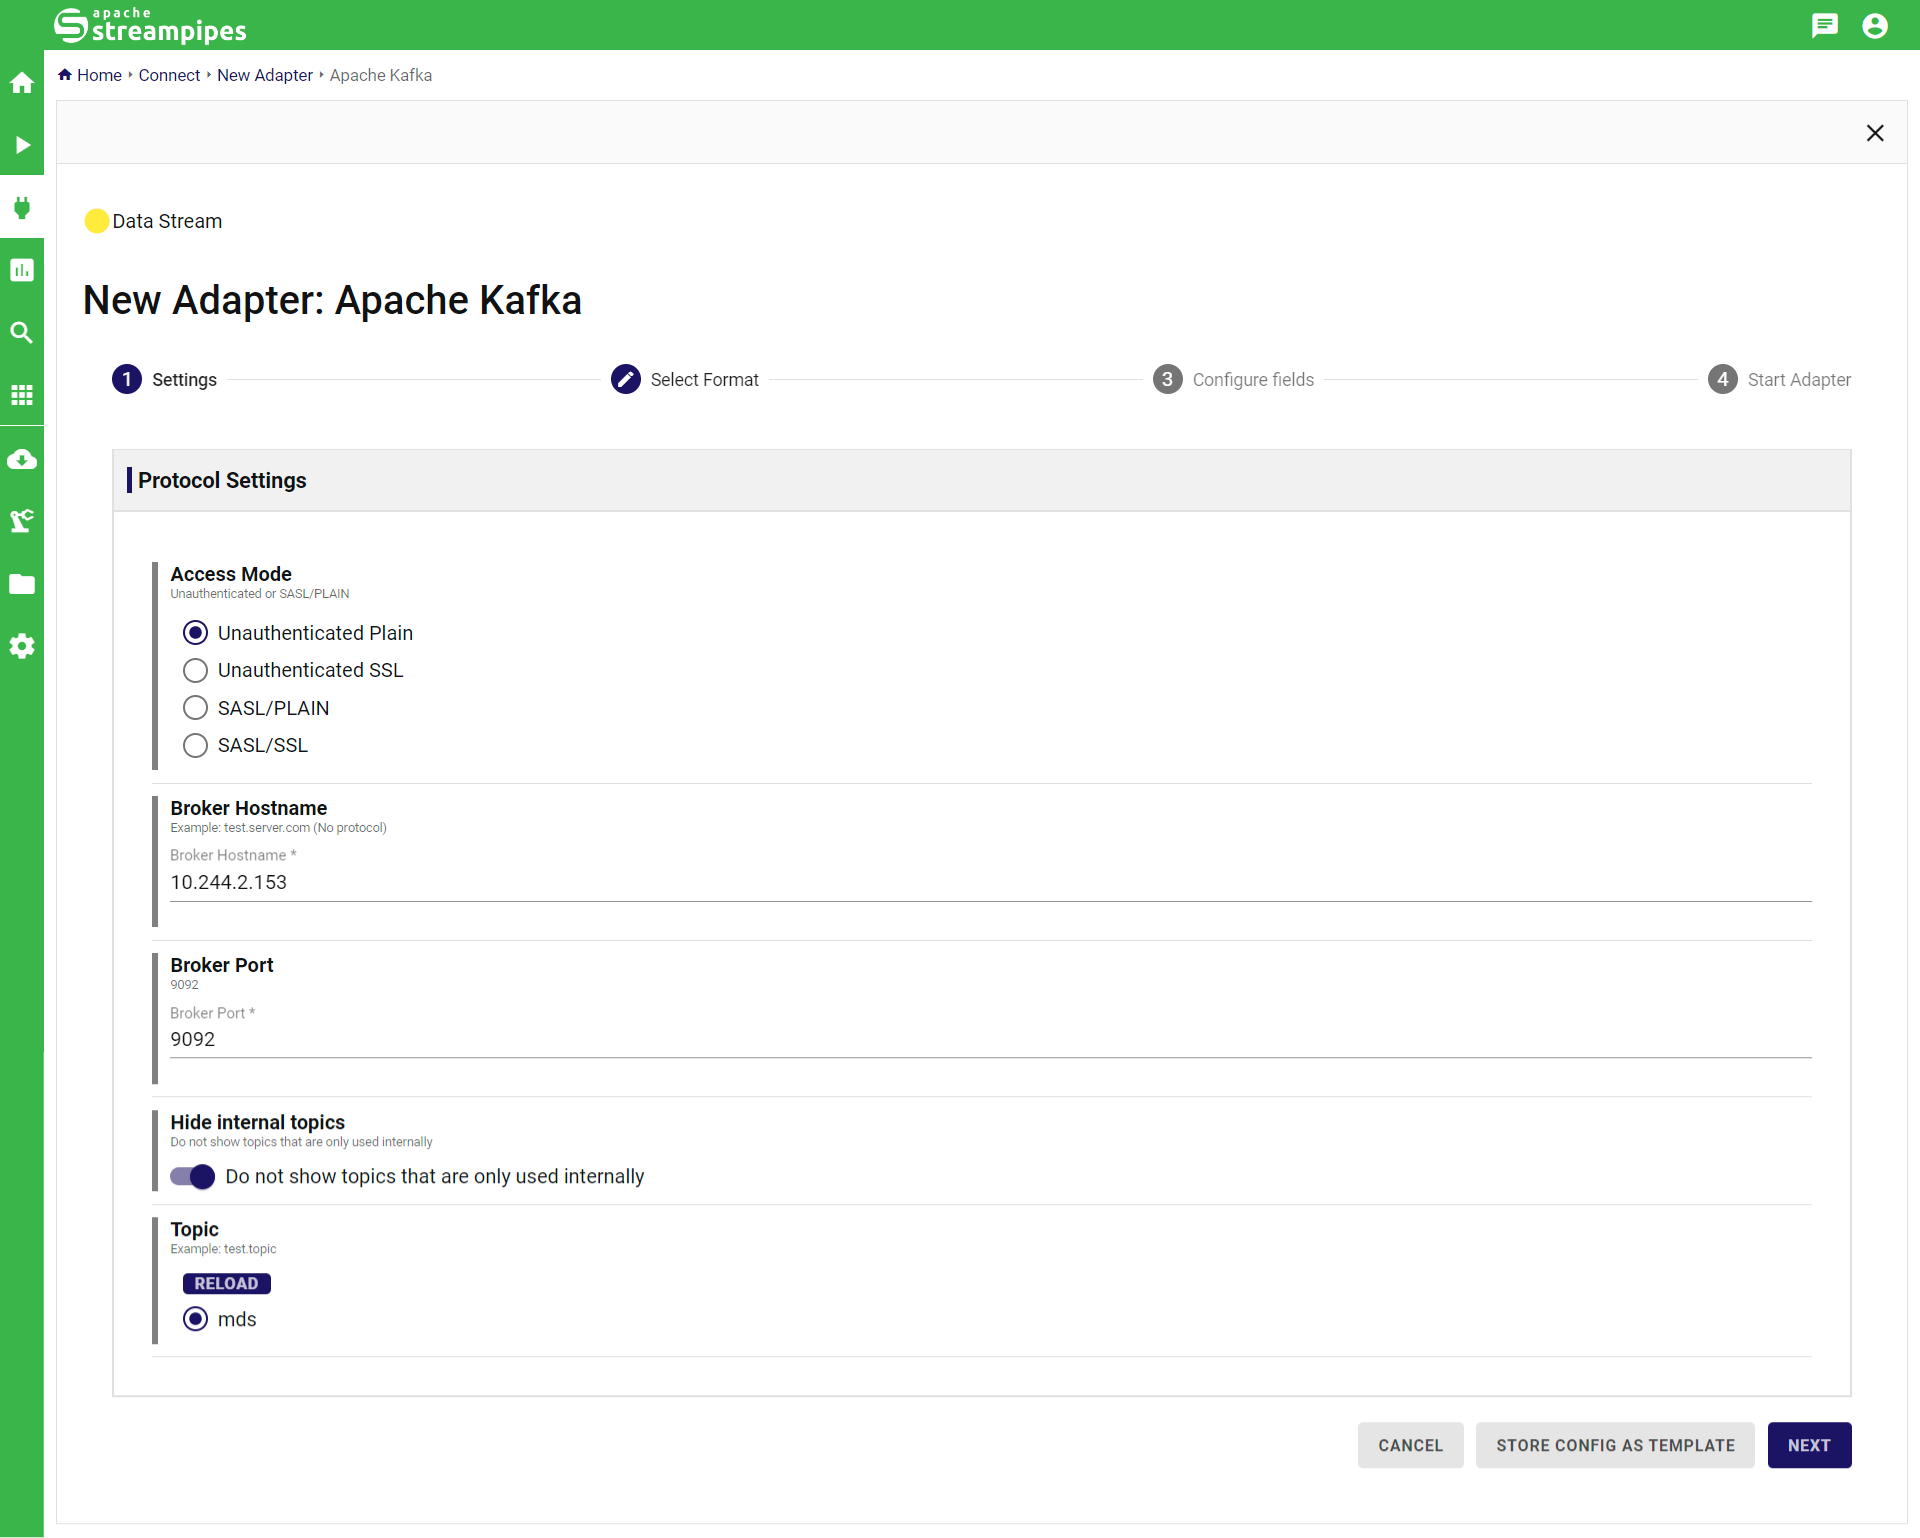 apache
streampipes
Home Connect New Adapter Apache Kafka
Data Stream
New Adapter: Apache Kafka
1 Settings Select Format 3 Configure fields 4 Start Adapter
Protocol Settings
Access Mode
Unauthenticated or SASL/PLAIN
Unauthenticated Plain
Unauthenticated SSL
SASL/PLAIN
SASL/SSL
Broker Hostname
Example: test.server.com (No protocol)
Broker Hostname *
10.244.2.153
Broker Port
9092
Broker Port *
9092
Hide internal topics
Do not show topics that are only used internally
Do not show topics that are only used internally
Topic
Example: test.topic
RELOAD
mds
CANCEL STORE CONFIG AS TEMPLATE NEXT